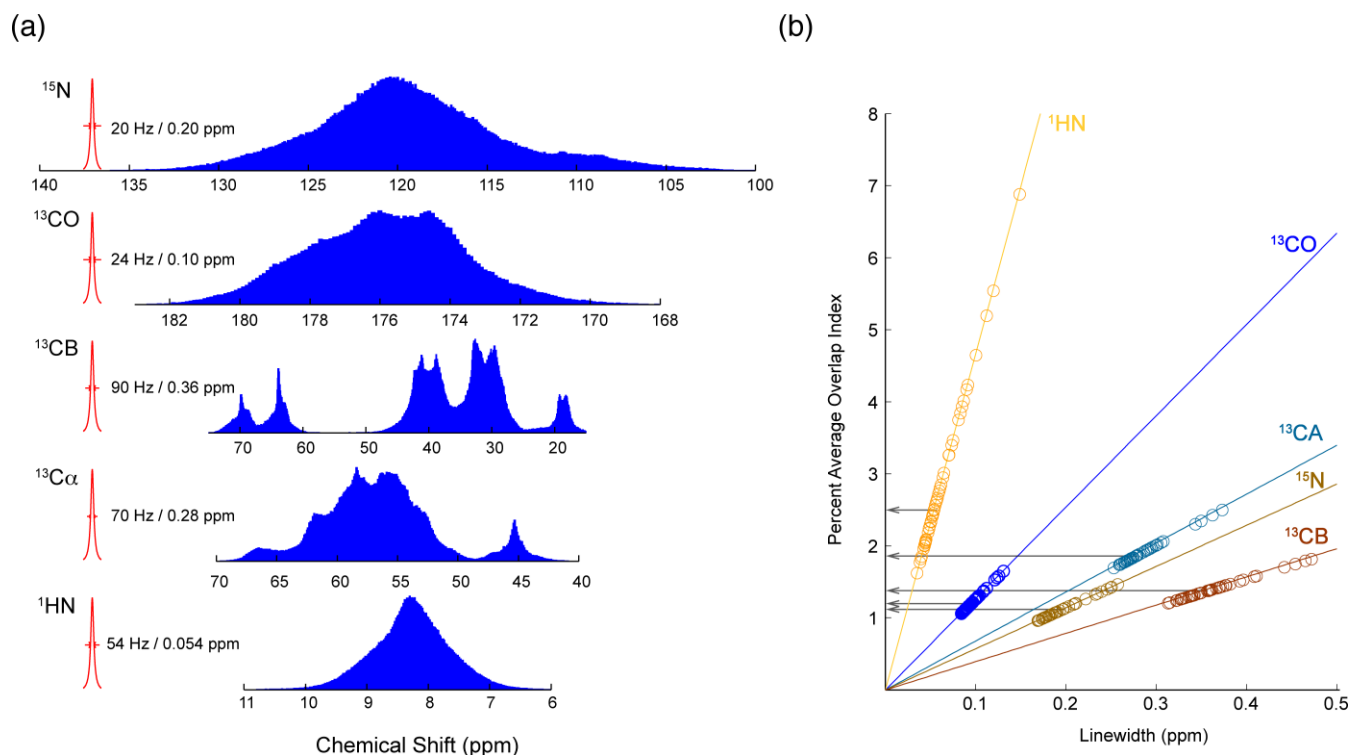 (a)
¹⁵N
20 Hz / 0.20 ppm
140 135 130 125 120 115 110 105 100
¹³CO
24 Hz / 0.10 ppm
182 180 178 176 174 172 170 168
¹³CB
90 Hz / 0.36 ppm
70 60 50 40 30 20
¹³Cα
70 Hz / 0.28 ppm
70 65 60 55 50 45 40
¹HN
54 Hz / 0.054 ppm
11 10 9 8 7 6
Chemical Shift (ppm)
(b)
Percent Average Overlap Index
8
7
6
5
4
3
2
1
¹HN
¹³CO
¹³CA
¹⁵N
¹³CB
0.1 0.2 0.3 0.4 0.5
Linewidth (ppm)